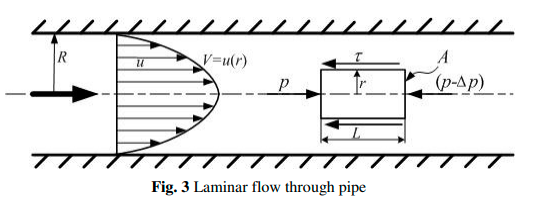 R
u
V=u(r)
p
τ
r
A
(p-Δp)
L
Fig. 3 Laminar flow through pipe